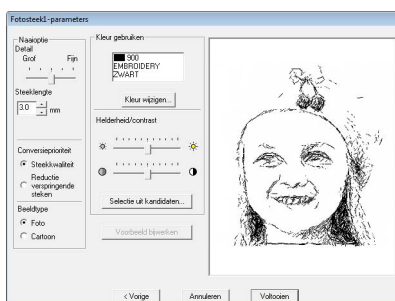 Fotosteek1-parameters
Naaioptie
Detail
Grof Fijn
Steeklengte
3.0 mm
Conversieprioriteit
Steekkwaliteit
Reductie
verspringende
steken
Beeldtype
Foto
Cartoon
Kleur gebruiken
900
EMBROIDERY
ZWART
Kleur wijzigen...
Helderheid/contrast
Selectie uit kandidaten...
Voorbeeld bijwerken
< Vorige
Annuleren
Voltooien